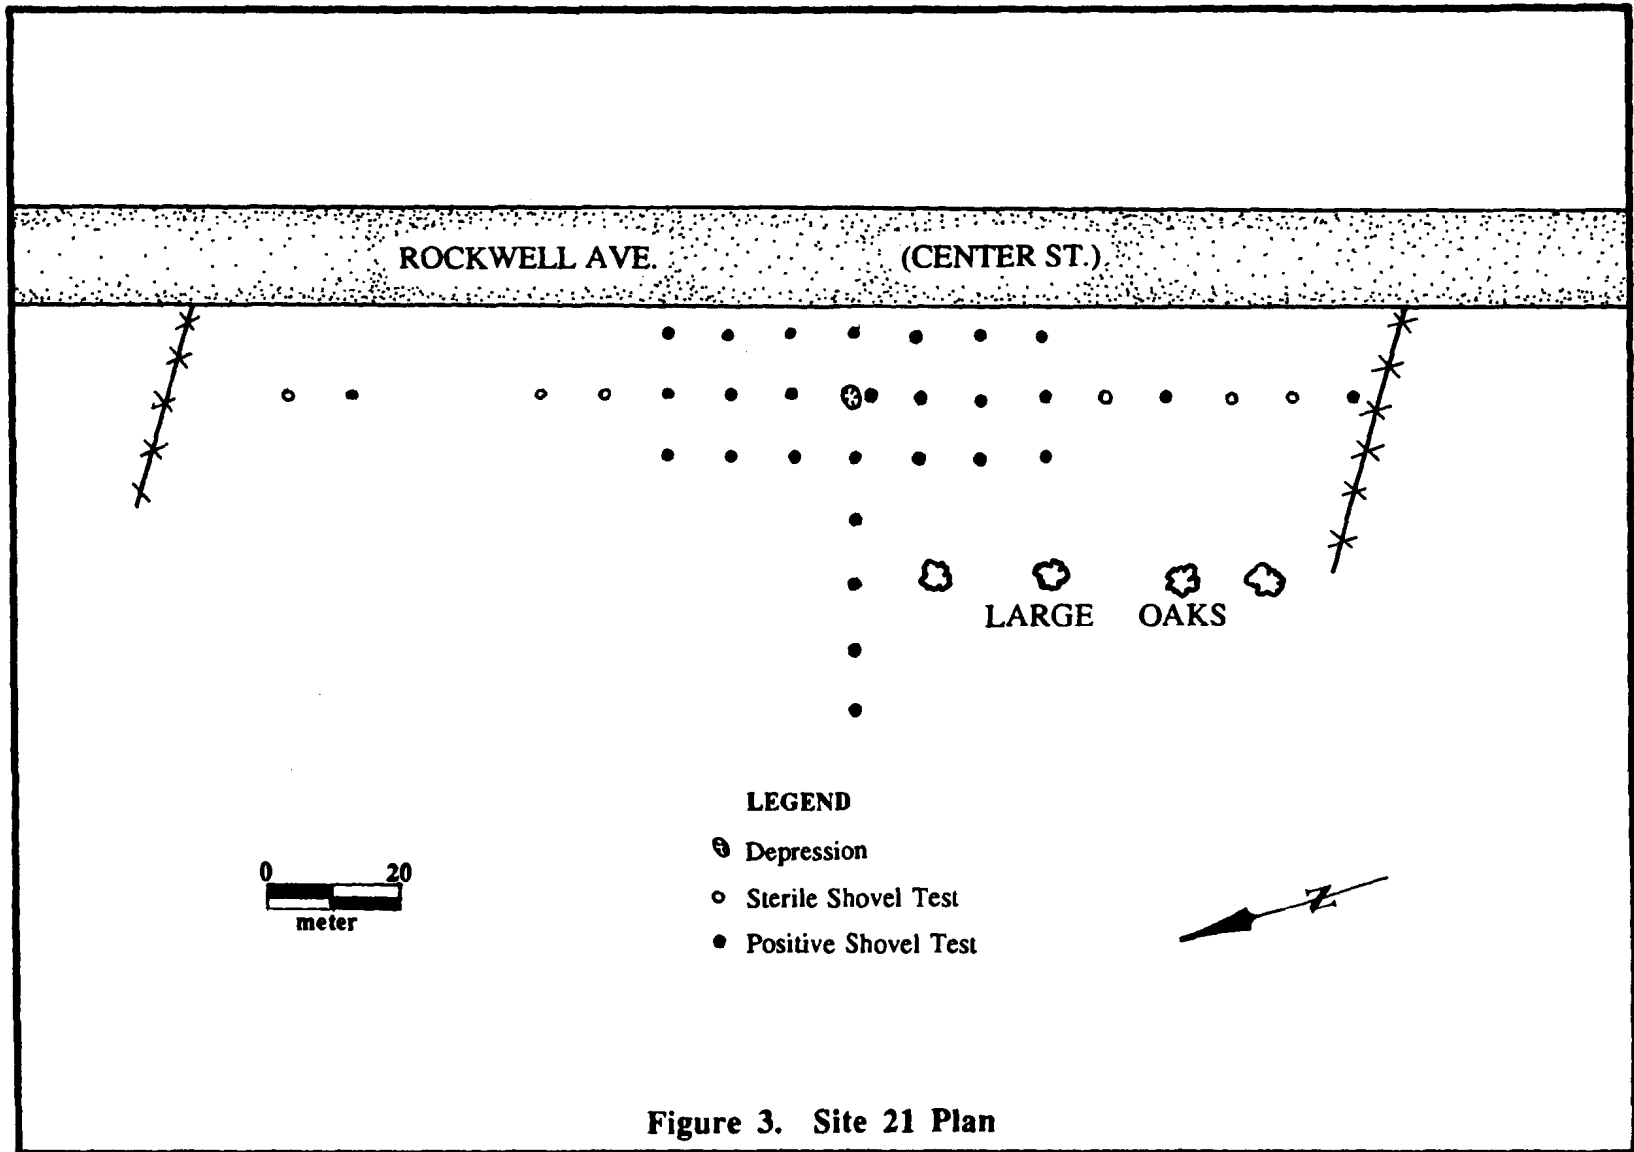 ROCKWELL AVE. (CENTER ST.)
LARGE OAKS
LEGEND
Depression
Sterile Shovel Test
Positive Shovel Test
0 20
meter
N
Figure 3. Site 21 Plan